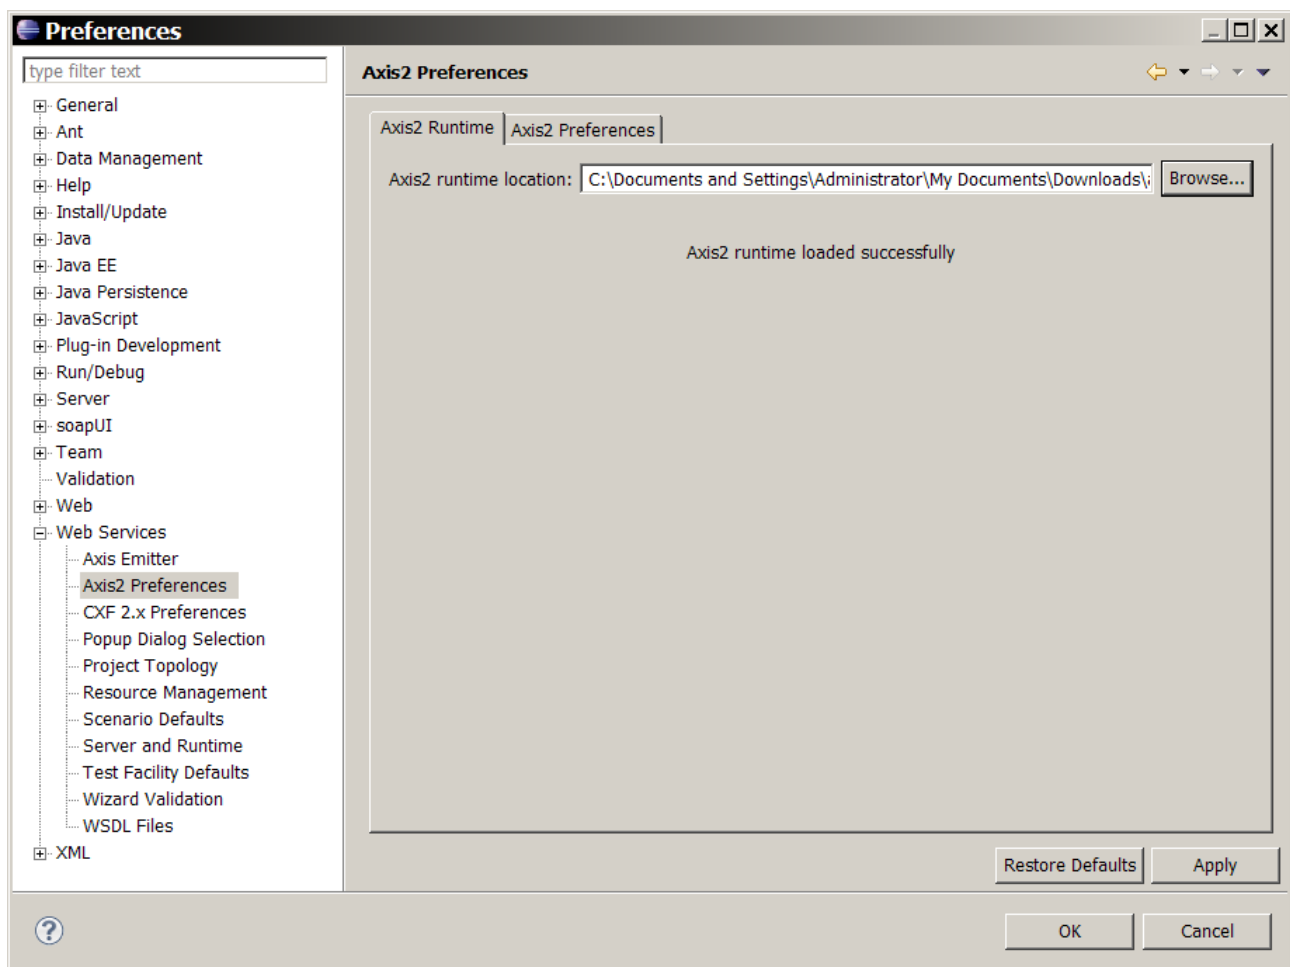 Preferences
type filter text
General
Ant
Data Management
Help
Install/Update
Java
Java EE
Java Persistence
JavaScript
Plug-in Development
Run/Debug
Server
soapUI
Team
Validation
Web
Web Services
Axis Emitter
Axis2 Preferences
CXF 2.x Preferences
Popup Dialog Selection
Project Topology
Resource Management
Scenario Defaults
Server and Runtime
Test Facility Defaults
Wizard Validation
WSDL Files
XML
Axis2 Preferences
Axis2 Runtime Axis2 Preferences
Axis2 runtime location: C:\Documents and Settings\Administrator\My Documents\Downloads\ Browse...
Axis2 runtime loaded successfully
Restore Defaults Apply
? OK Cancel